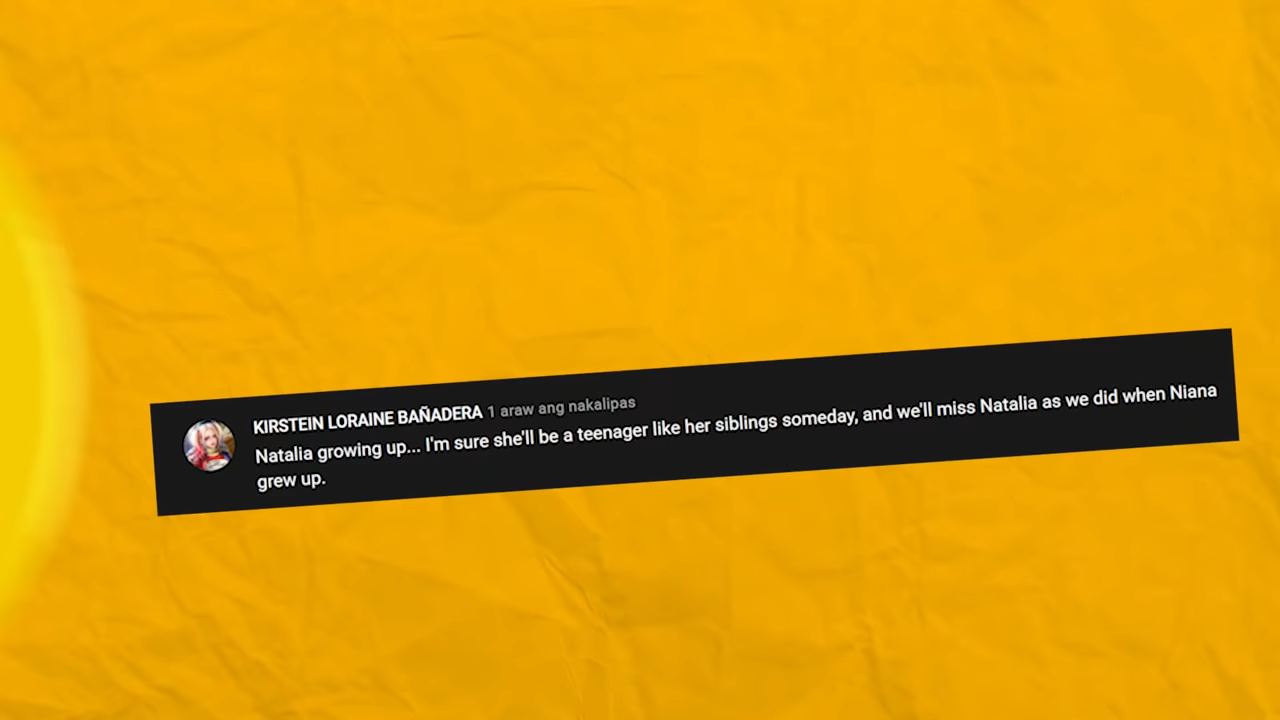 KIRSTEIN LORAINE BAÑADERA 1 araw ang nakalipas
Natalia growing up... I'm sure she'll be a teenager like her siblings someday, and we'll miss Natalia as we did when Niana
grew up.